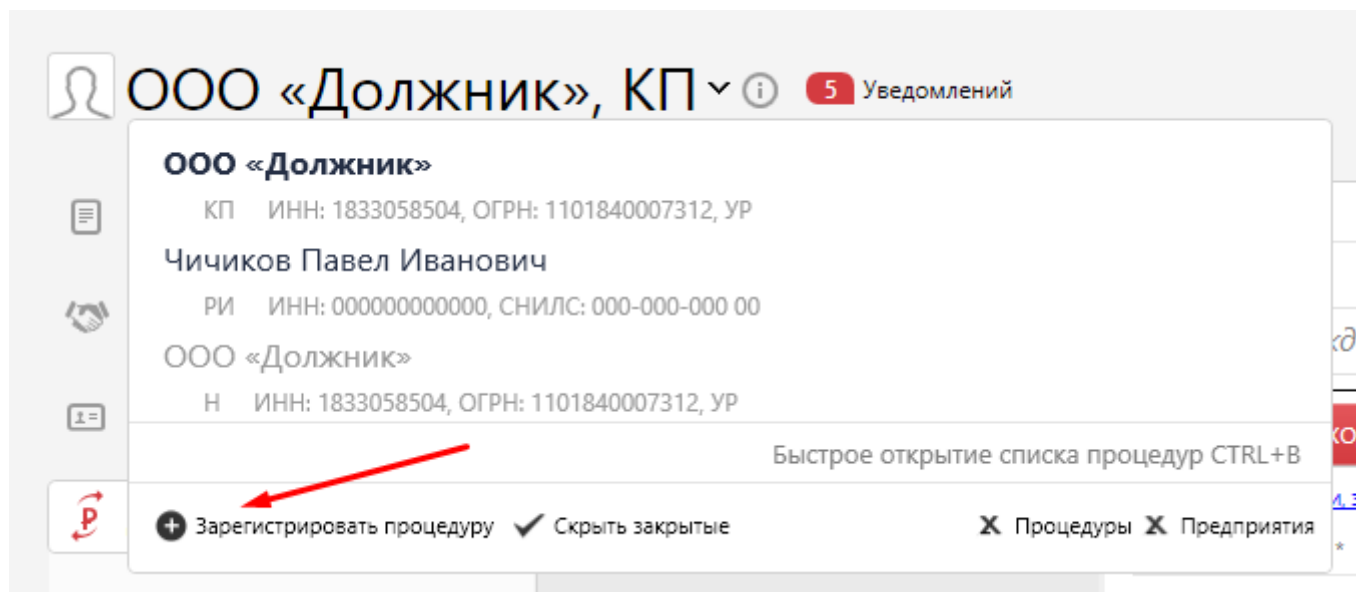 ООО «Должник», КП 5 Уведомлений
ООО «Должник»
КП ИНН: 1833058504, ОГРН: 1101840007312, УР
Чичиков Павел Иванович
РИ ИНН: 000000000000, СНИЛС: 000-000-000 00
ООО «Должник»
Н ИНН: 1833058504, ОГРН: 1101840007312, УР
Быстрое открытие списка процедур CTRL+B
Зарегистрировать процедуру Скрыть закрытые Процедуры Предприятия